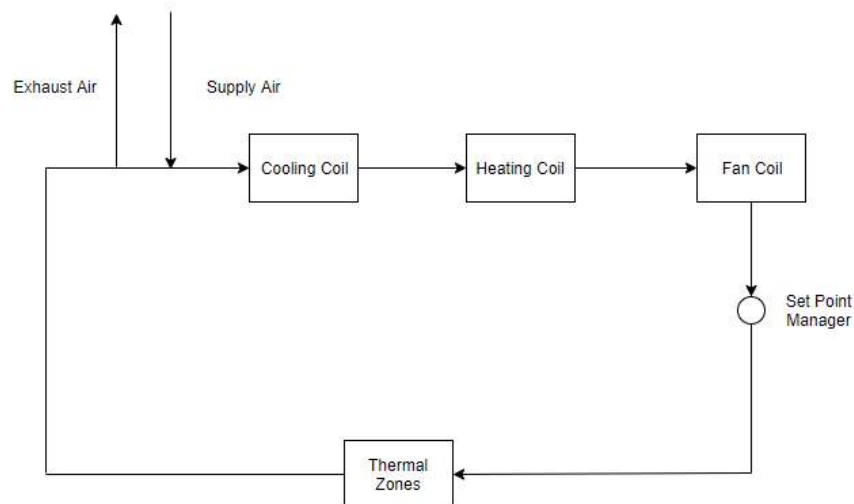 Exhaust Air
Supply Air
Cooling Coil
Heating Coil
Fan Coil
Set Point
Manager
Thermal
Zones